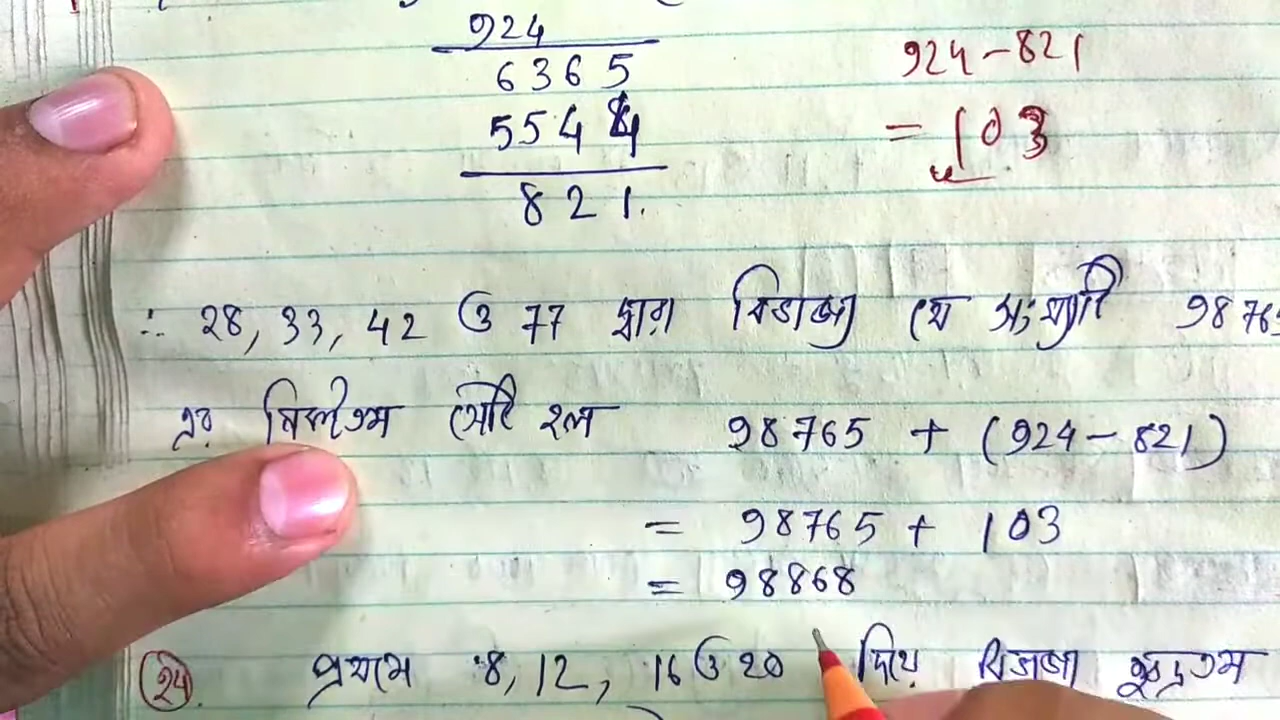 924
6365
5544
821.
924-821
= 103
∴ 28, 33, 42 ও 77 দ্বারা বিভাজ্য যে সংখ্যাটি 98765
এর নিকটতম সেটি হল 98765 + (924-821)
= 98765 + 103
= 98868
24. প্রথমে 8, 12, 16 ও 20 দিয়ে বিভাজ্য ক্ষুদ্রতম